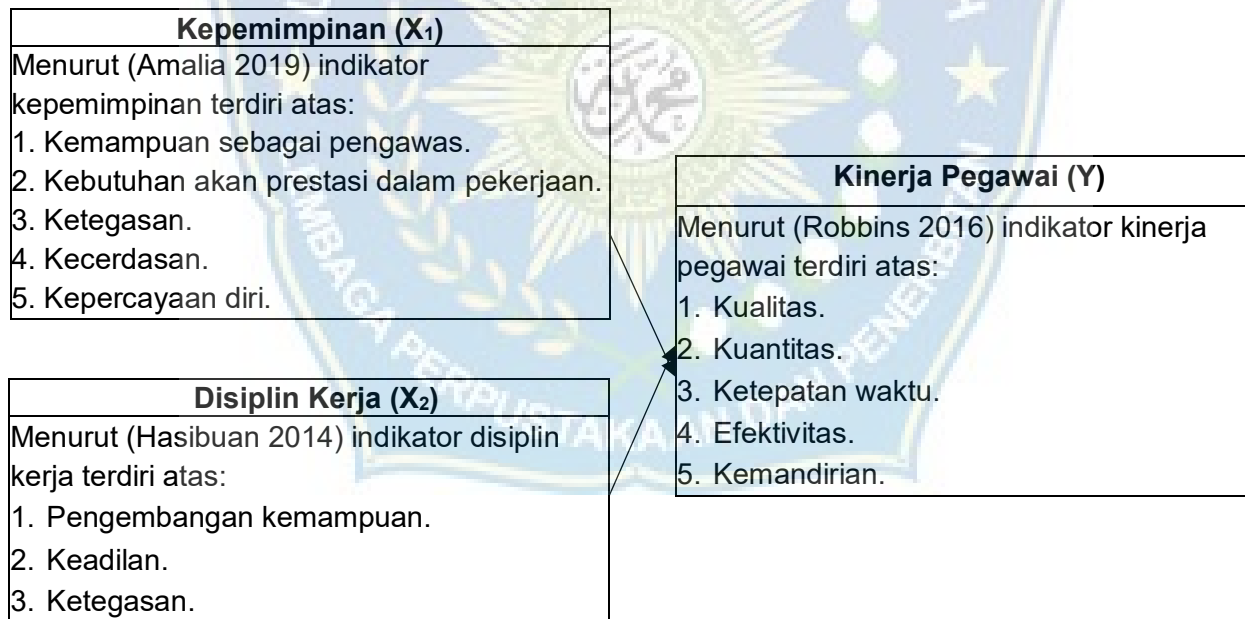 Kepemimpinan (X₁)
Menurut (Amalia 2019) indikator
kepemimpinan terdiri atas:
1. Kemampuan sebagai pengawas.
2. Kebutuhan akan prestasi dalam pekerjaan.
3. Ketegasan.
4. Kecerdasan.
5. Kepercayaan diri.
Disiplin Kerja (X₂)
Menurut (Hasibuan 2014) indikator disiplin
kerja terdiri atas:
1. Pengembangan kemampuan.
2. Keadilan.
3. Ketegasan.
Kinerja Pegawai (Y)
Menurut (Robbins 2016) indikator kinerja
pegawai terdiri atas:
1. Kualitas.
2. Kuantitas.
3. Ketepatan waktu.
4. Efektivitas.
5. Kemandirian.